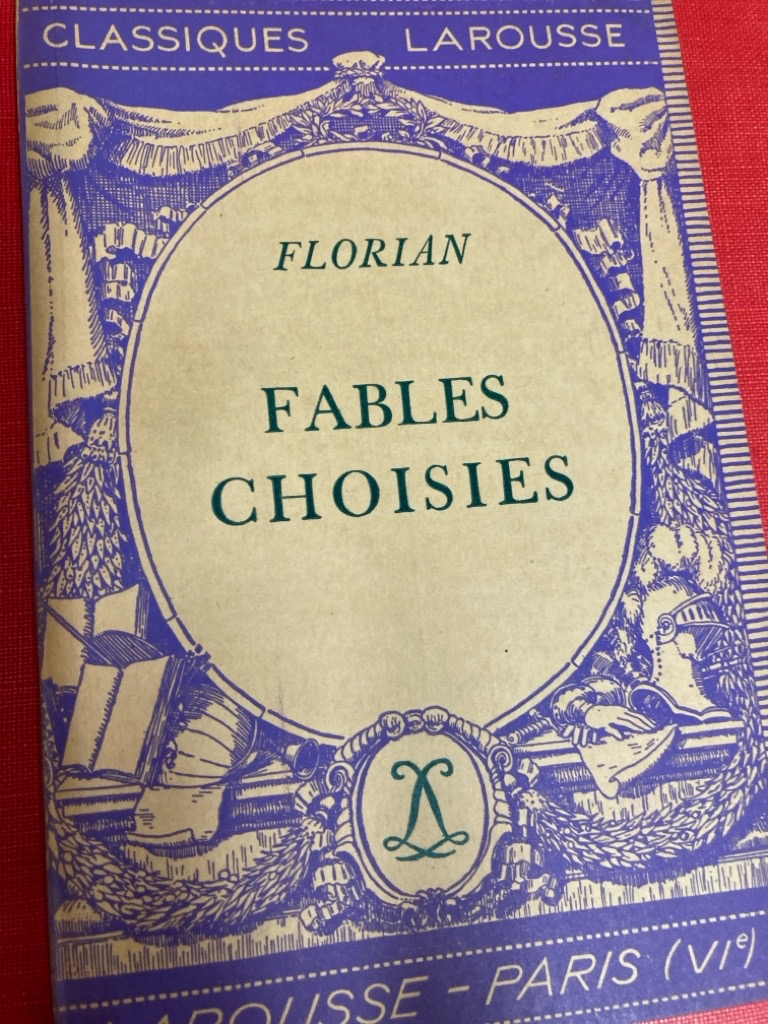 CLASSIQUES LAROUSSE
FLORIAN
FABLES
CHOISIES
LAROUSSE – PARIS (VIe)